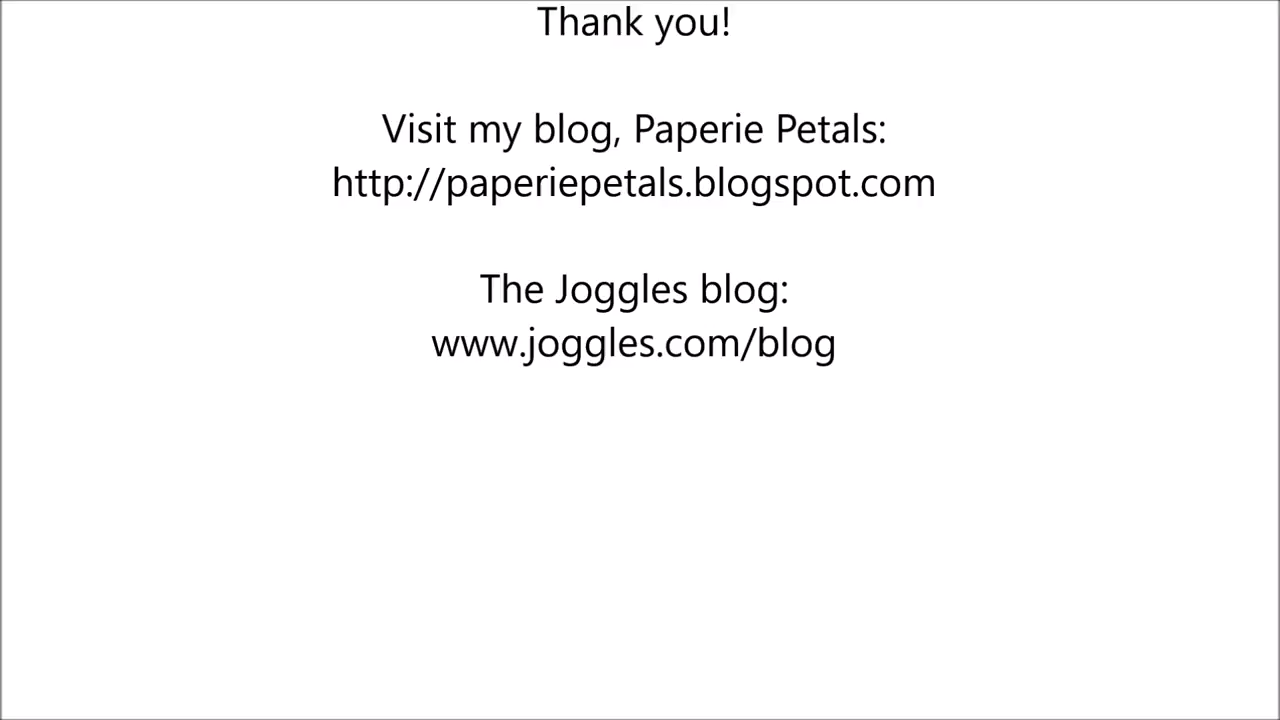 Thank you!
Visit my blog, Paperie Petals:
http://paperiepetals.blogspot.com
The Joggles blog:
www.joggles.com/blog